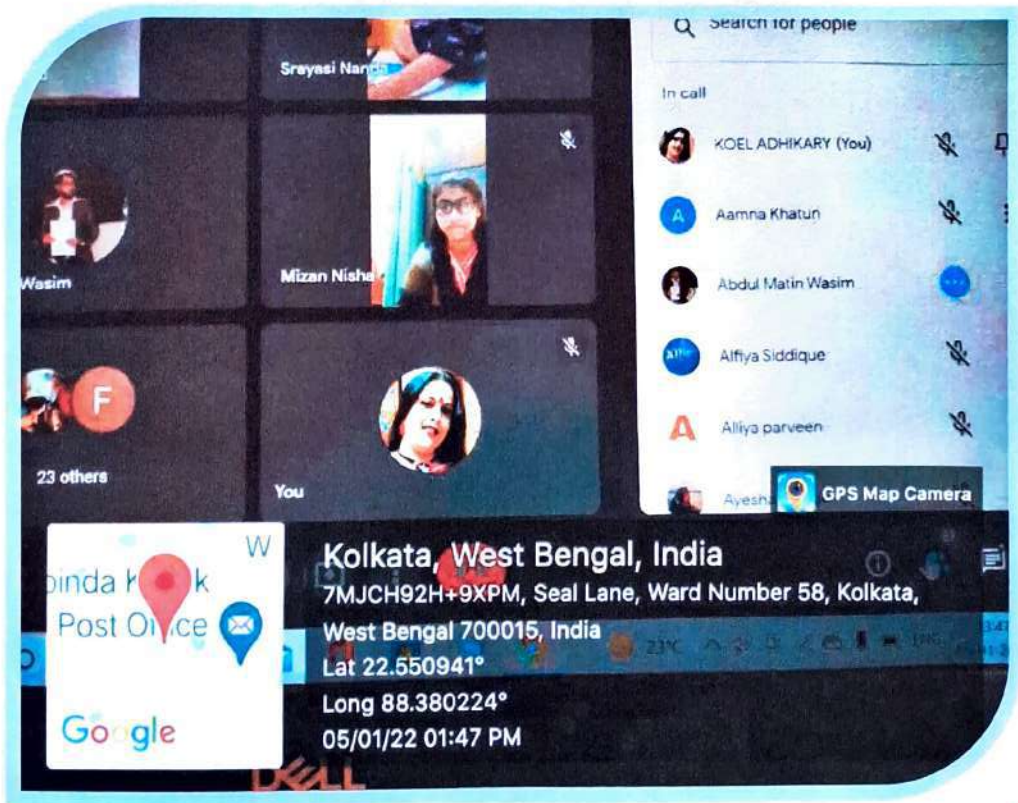 Search for people
Srayasi Nanda
In call
KOEL ADHIKARY (You)
Aamna Khatun
Wasim
Mizan Nisha
Abdul Matin Wasim
Alfiya Siddique
F
A
Alliya parveen
23 others
You
Ayesh
GPS Map Camera
W
Kolkata, West Bengal, India
7MJCH92H+9XPM, Seal Lane, Ward Number 58, Kolkata,
West Bengal 700015, India
Post Office
Lat 22.550941°
Long 88.380224°
Google
05/01/22 01:47 PM
23°C
ENG
DELL